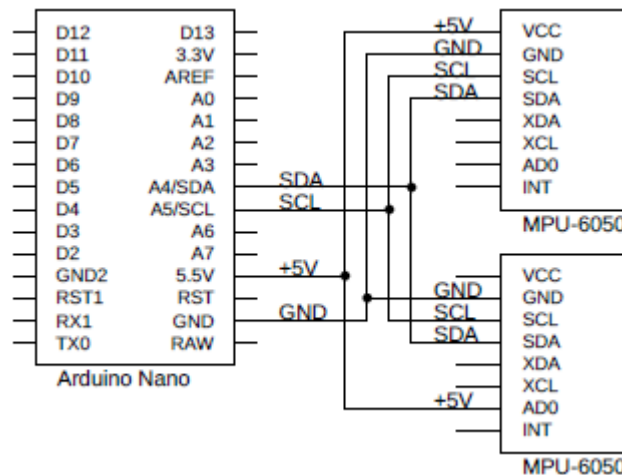 D12 D13
D11 3.3V
D10 AREF
D9 A0
D8 A1
D7 A2
D6 A3
D5 A4/SDA
D4 A5/SCL
D3 A6
D2 A7
GND2 5.5V
RST1 RST
RX1 GND
TX0 RAW
Arduino Nano
SDA
SCL
+5V
GND
+5V
GND
SCL
SDA
VCC
GND
SCL
SDA
XDA
XCL
AD0
INT
MPU-6050
GND
SCL
SDA
+5V
VCC
GND
SCL
SDA
XDA
XCL
AD0
INT
MPU-6050